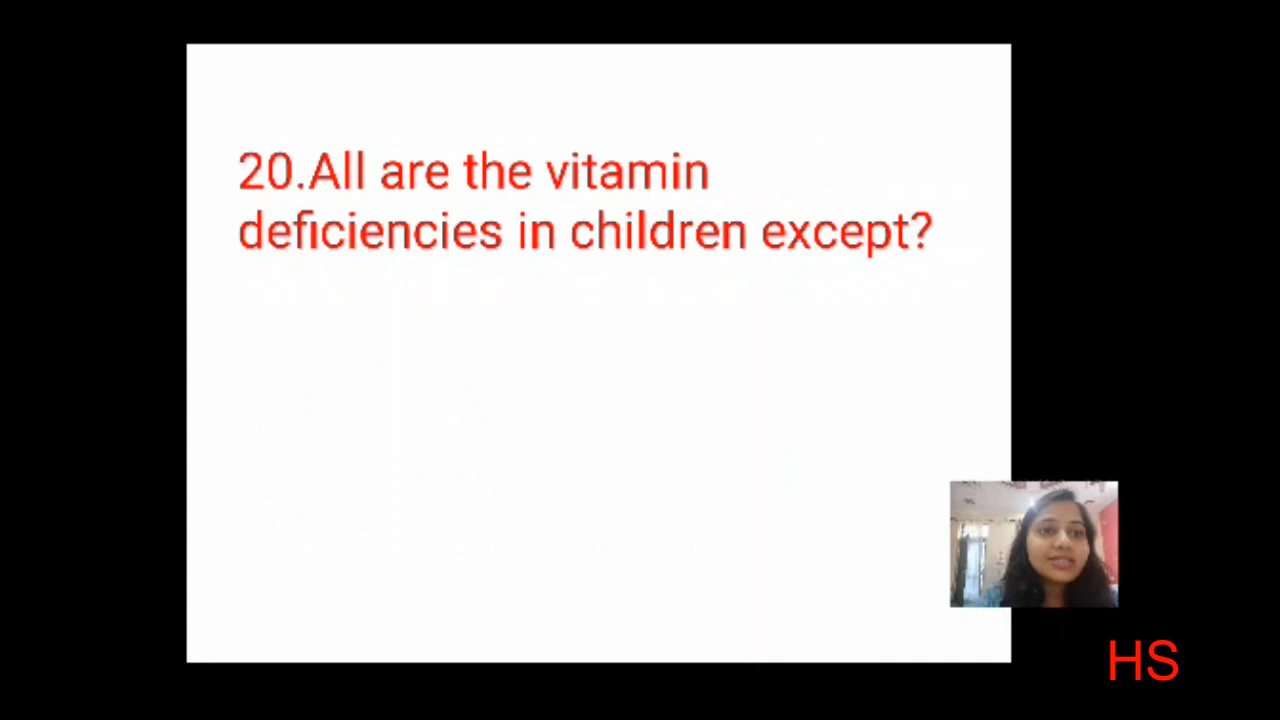 20.All are the vitamin
deficiencies in children except?
HS